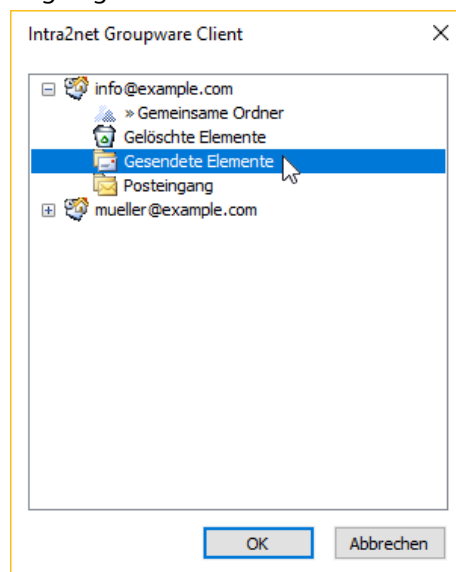 Intra2net Groupware Client
info@example.com
» Gemeinsame Ordner
Gelöschte Elemente
Gesendete Elemente
Posteingang
mueller@example.com
OK Abbrechen